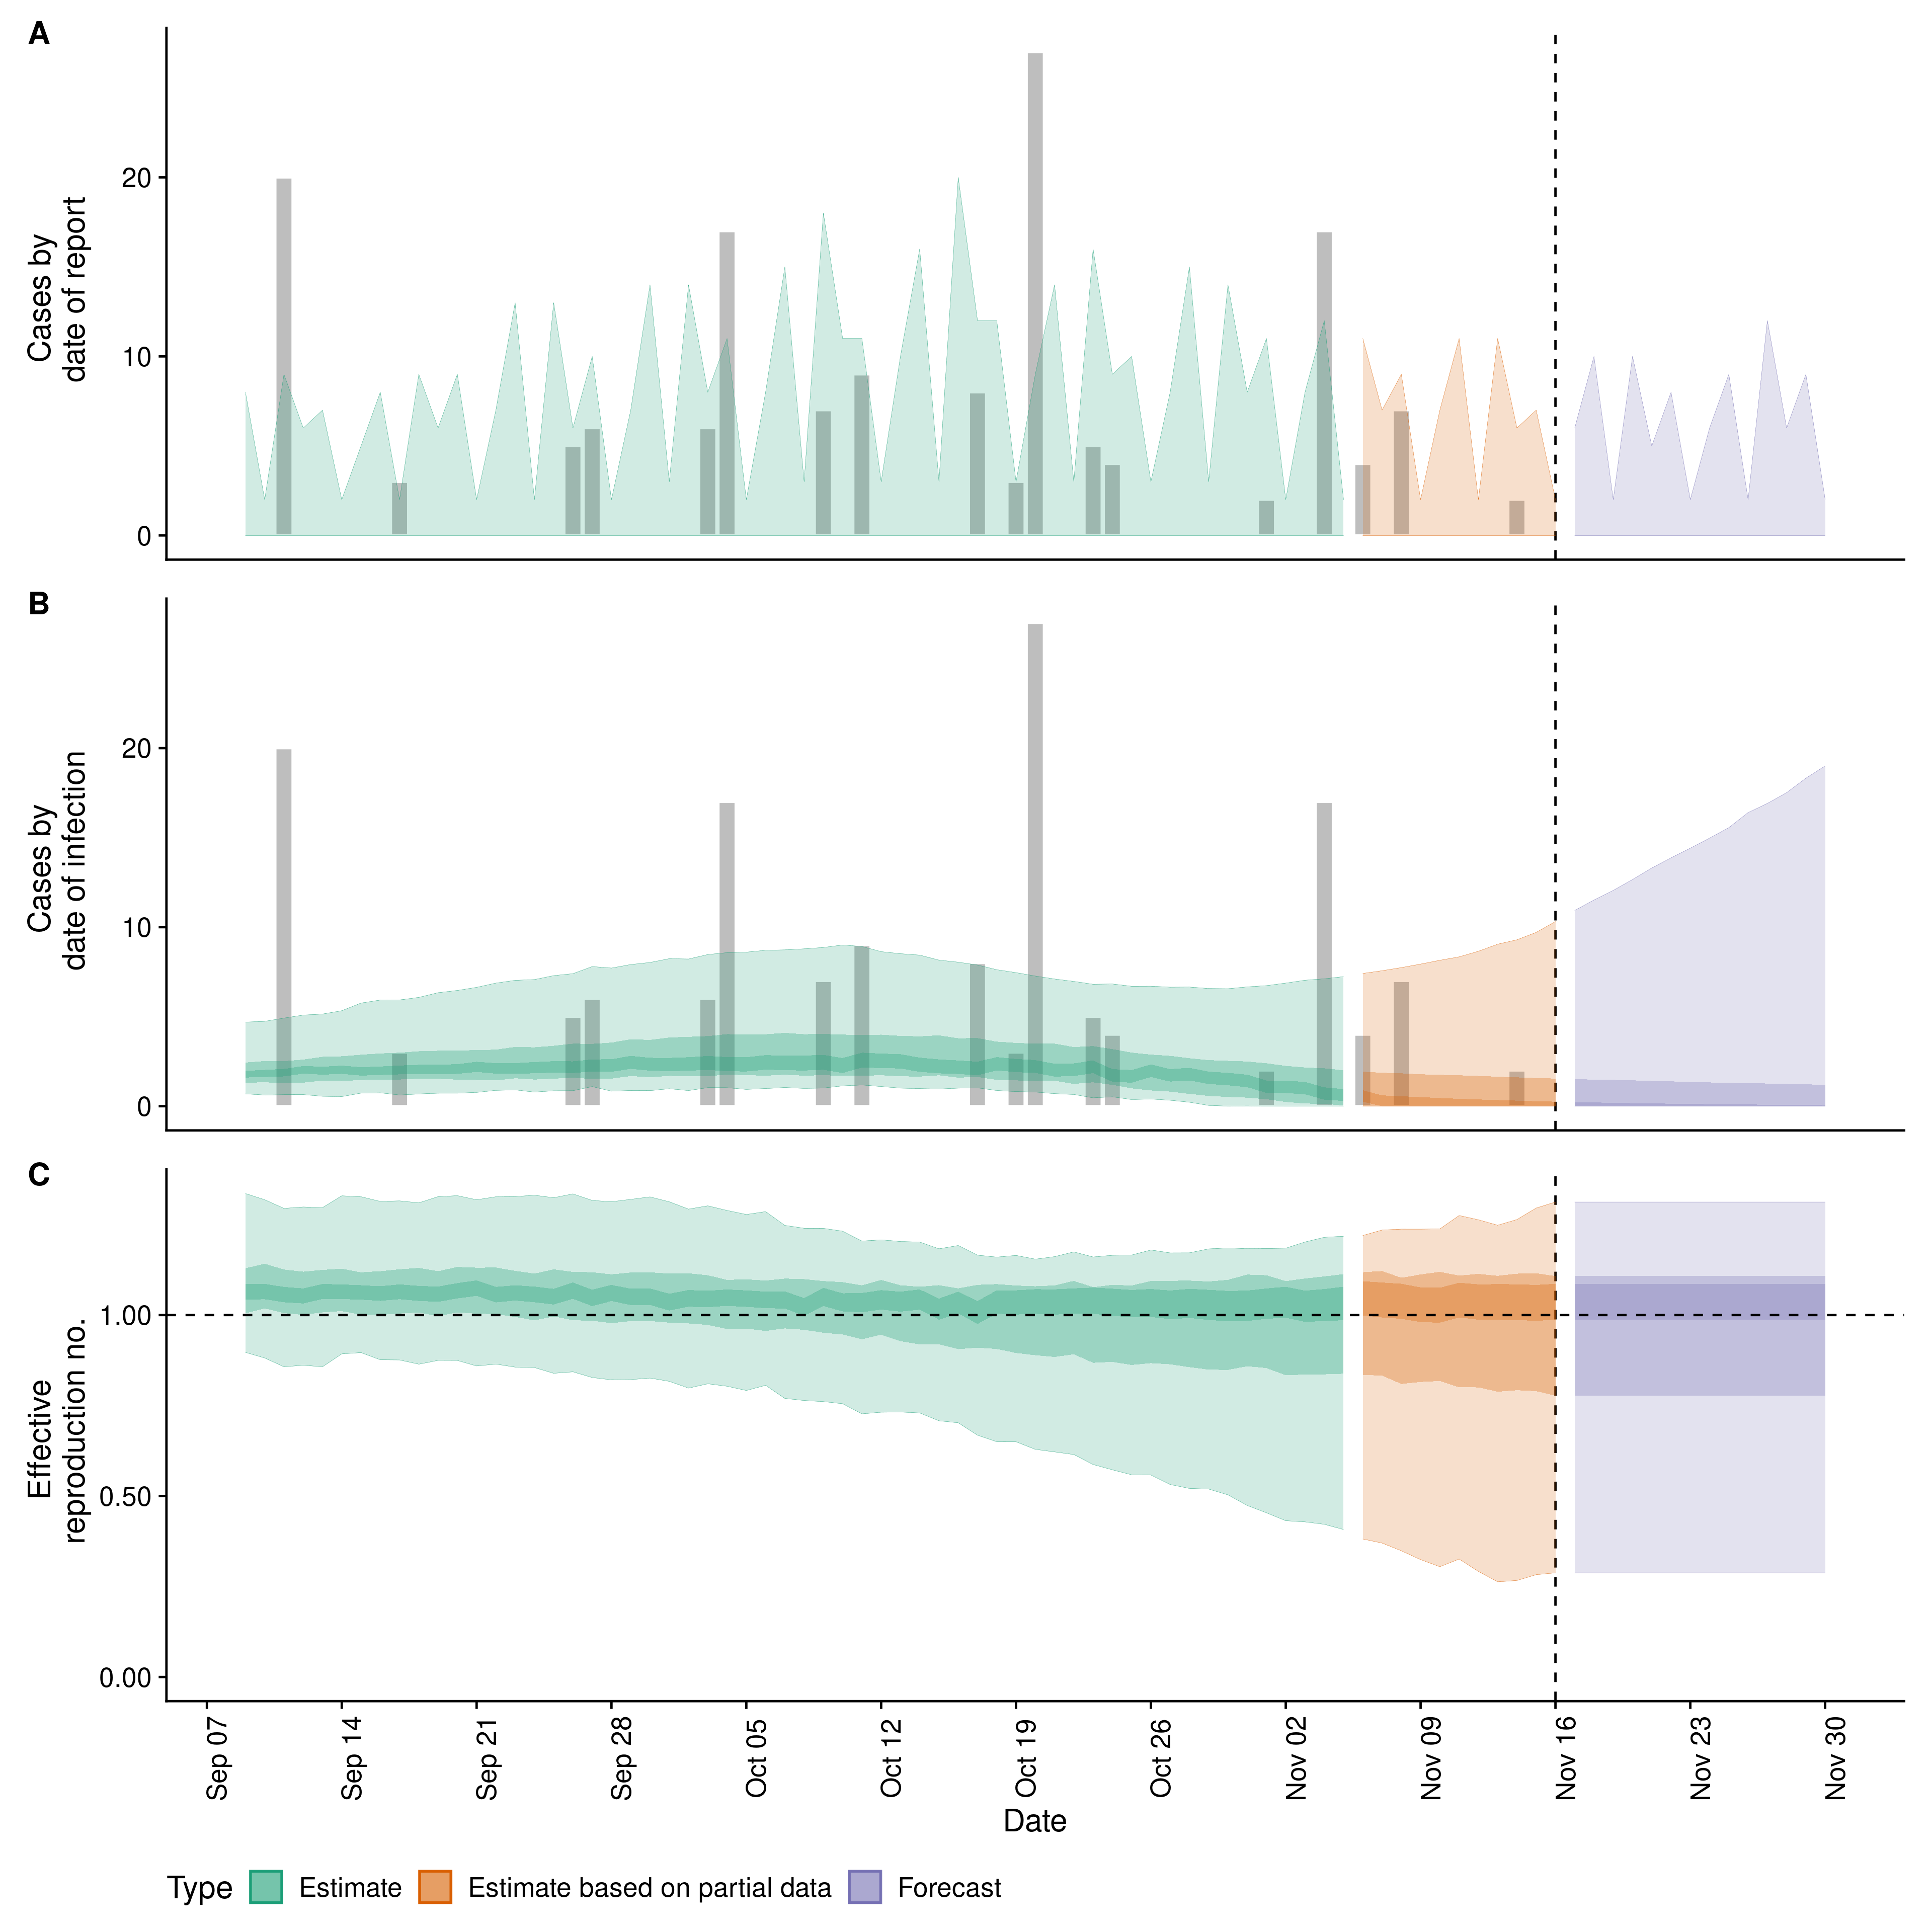 A
Cases by
date of report
20
10
0
B
Cases by
date of infection
20
10
0
C
Effective
reproduction no.
1.00
0.50
0.00
Sep 07
Sep 14
Sep 21
Sep 28
Oct 05
Oct 12
Oct 19
Oct 26
Nov 02
Nov 09
Nov 16
Nov 23
Nov 30
Date
Type Estimate Estimate based on partial data Forecast